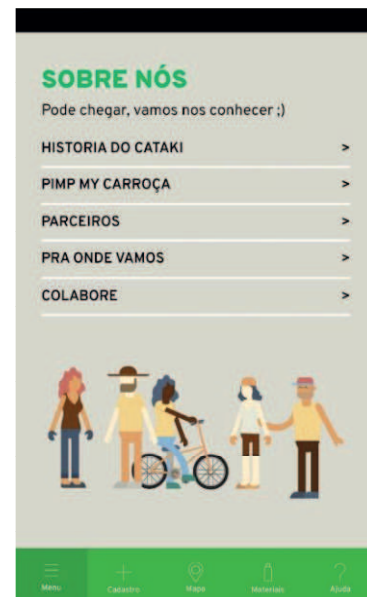 SOBRE NÓS
Pode chegar, vamos nos conhecer ;)
HISTORIA DO CATAKI >
PIMP MY CARROÇA >
PARCEIROS >
PRA ONDE VAMOS >
COLABORE >
Menu Cadastro Mapa Materiais Ajuda